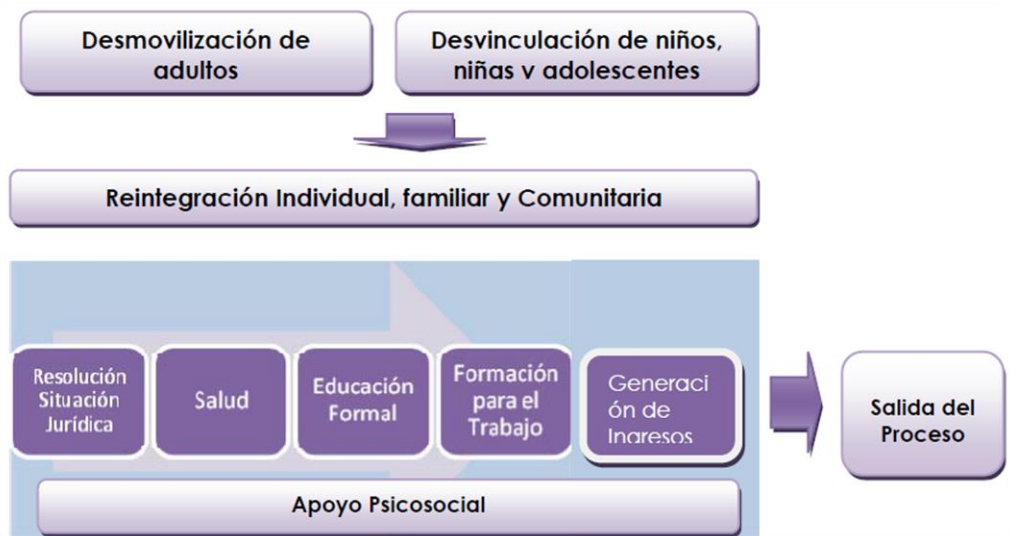 Desmovilización de
adultos
Desvinculación de niños,
niñas y adolescentes
Reintegración Individual, familiar y Comunitaria
Resolución
Situación
Jurídica
Salud
Educación
Formal
Formación
para el
Trabajo
Generaci
ón de
Ingresos
Salida del
Proceso
Apoyo Psicosocial